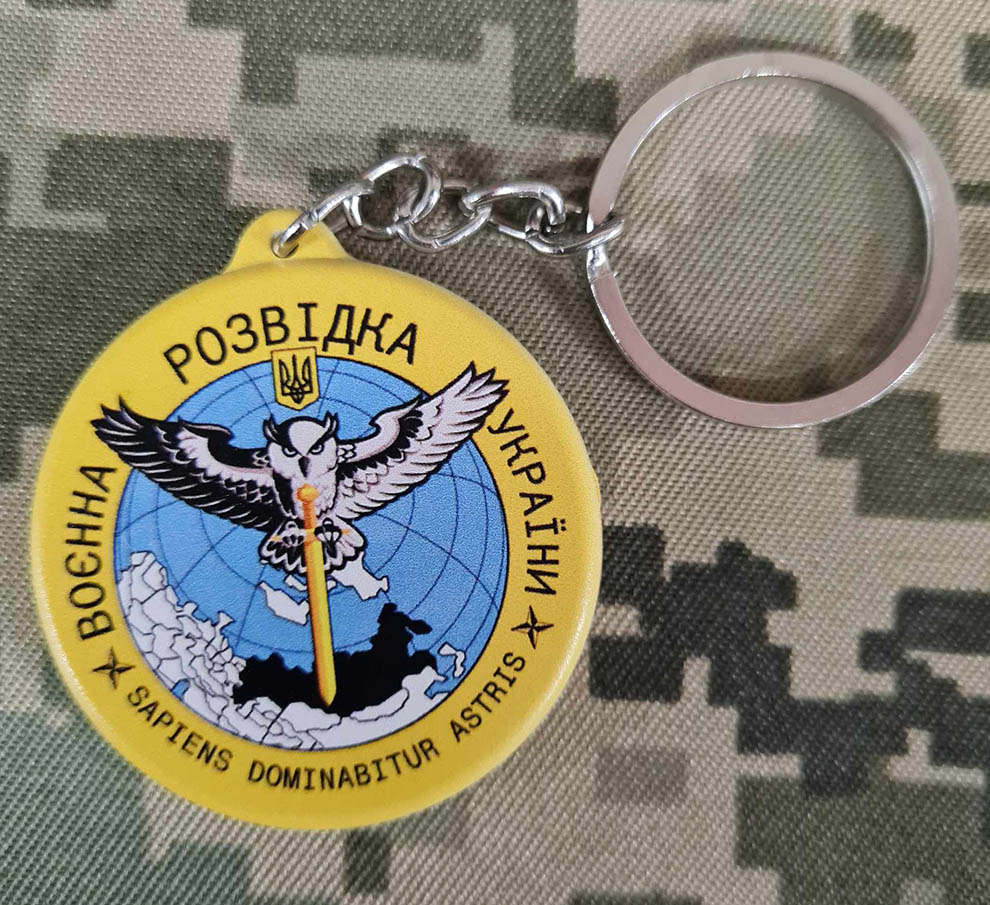 ВОЄННА РОЗВІДКА УКРАЇНИ
SAPIENS DOMINABITUR ASTRIS